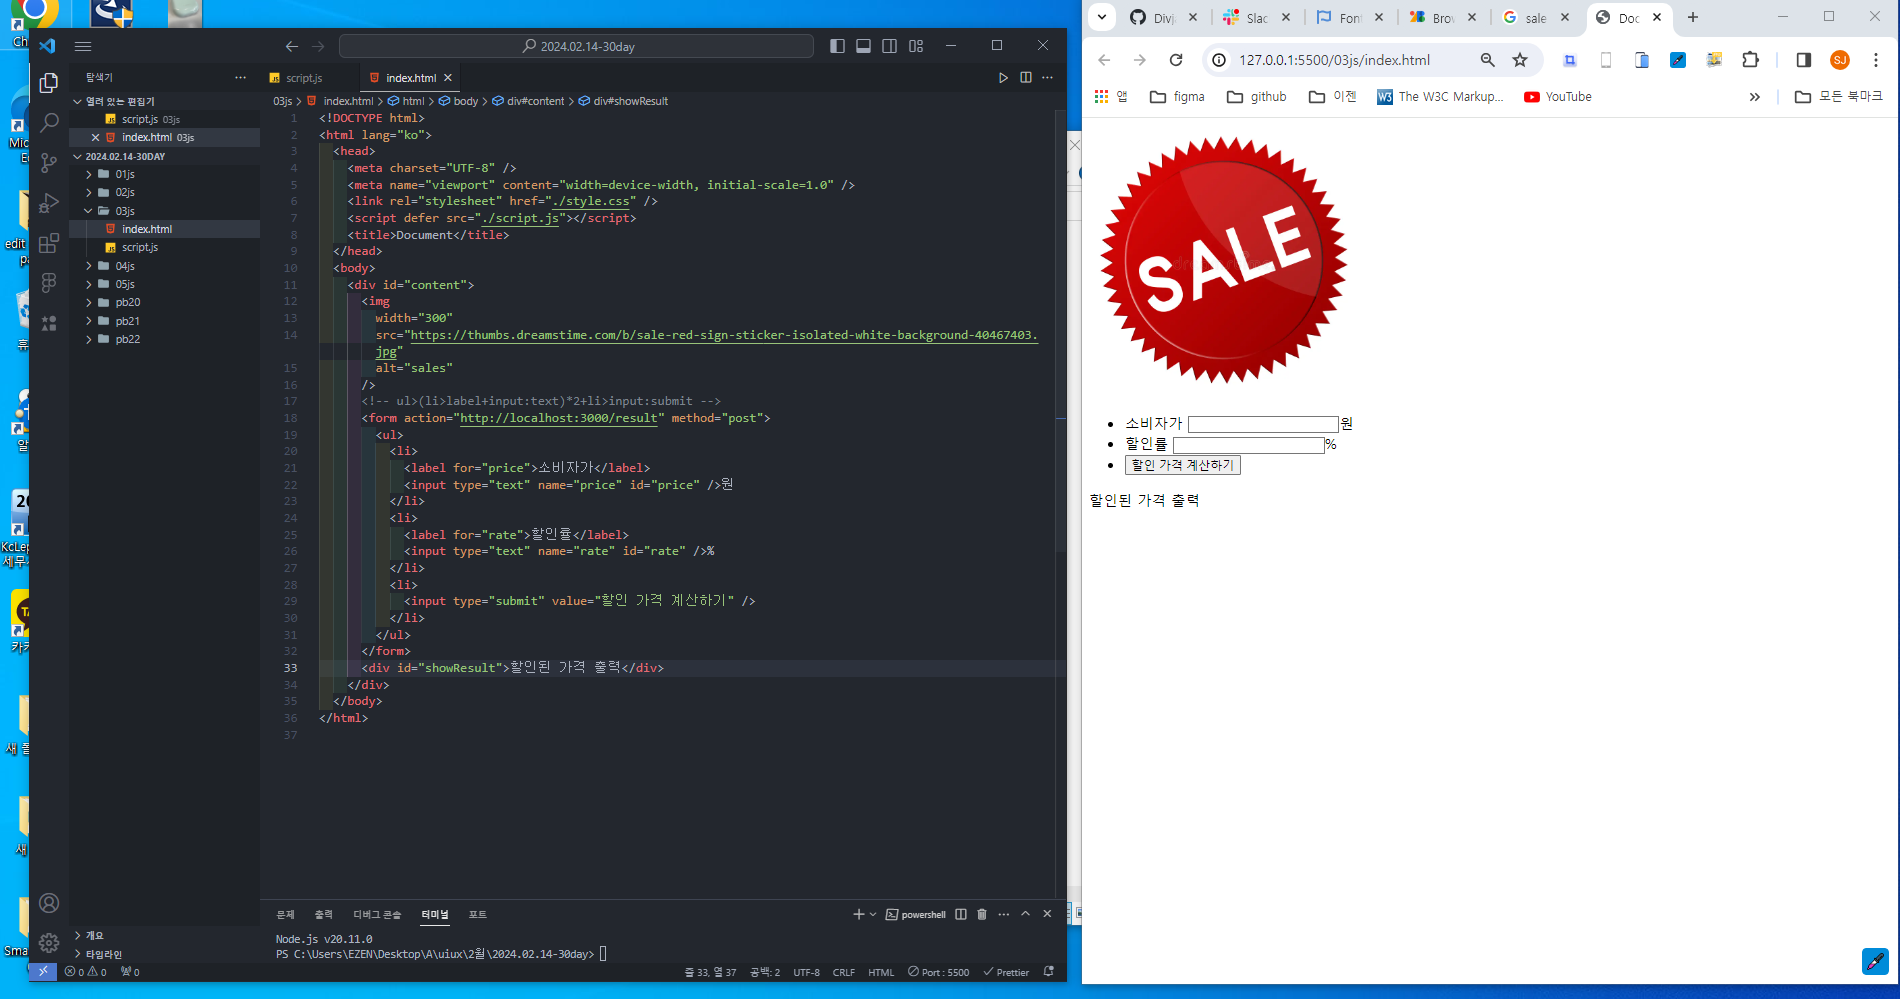 2024.02.14-30day
탐색기
script.js
index.html
열려 있는 편집기
script.js 03js
index.html 03js
2024.02.14-30DAY
01js
02js
03js
index.html
script.js
04js
05js
pb20
pb21
pb22
개요
타임라인
03js > index.html > html > body > div#content > div#showResult
1 <!DOCTYPE html>
2 <html lang="ko">
3 <head>
4 <meta charset="UTF-8" />
5 <meta name="viewport" content="width=device-width, initial-scale=1.0" />
6 <link rel="stylesheet" href="./style.css" />
7 <script defer src="./script.js"></script>
8 <title>Document</title>
9 </head>
10 <body>
11 <div id="content">
12 <img
13 width="300"
14 src="https://thumbs.dreamstime.com/b/sale-red-sign-sticker-isolated-white-background-40467403.
jpg"
15 alt="sales"
16 />
17 <!-- ul>(li>label+input:text)*2+li>input:submit -->
18 <form action="http://localhost:3000/result" method="post">
19 <ul>
20 <li>
21 <label for="price">소비자가</label>
22 <input type="text" name="price" id="price" />원
23 </li>
24 <li>
25 <label for="rate">할인율</label>
26 <input type="text" name="rate" id="rate" />%
27 </li>
28 <li>
29 <input type="submit" value="할인 가격 계산하기" />
30 </li>
31 </ul>
32 </form>
33 <div id="showResult">할인된 가격 출력</div>
34 </div>
35 </body>
36 </html>
37
문제 출력 디버그 콘솔 터미널 포트
powershell
Node.js v20.11.0
PS C:\Users\EZEN\Desktop\A\uiux\2월\2024.02.14-30day>
0 0 0
줄 33, 열 37 공백: 2 UTF-8 CRLF HTML Port : 5500 Prettier
Slac
Font
sale
Doc
127.0.0.1:5500/03js/index.html
SJ
앱 figma github 이젠 The W3C Markup... YouTube
모든 북마크
SALE
소비자가 원
할인률 %
할인 가격 계산하기
할인된 가격 출력